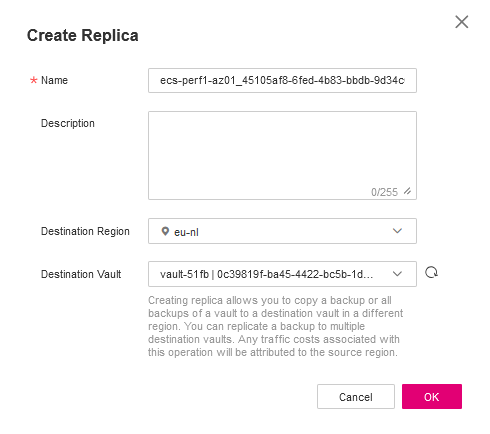 Create Replica
* Name
ecs-perf1-az01_45105af8-6fed-4b83-bbdb-9d34c
Description
0/255
Destination Region
eu-nl
Destination Vault
vault-51fb | 0c39819f-ba45-4422-bc5b-1d...
Creating replica allows you to copy a backup or all
backups of a vault to a destination vault in a different
region. You can replicate a backup to multiple
destination vaults. Any traffic costs associated with
this operation will be attributed to the source region.
Cancel
OK